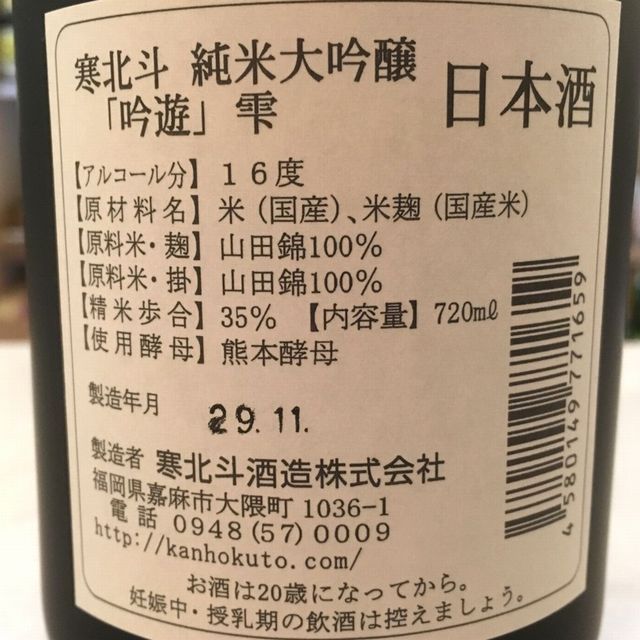 寒北斗 純米大吟醸
「吟遊」雫
日本酒
【アルコール分】16度
【原材料名】米(国産)、米麹(国産米)
【原料米・麹】山田錦100%
【原料米・掛】山田錦100%
【精米歩合】35% 【内容量】720mℓ
【使用酵母】熊本酵母
製造年月 29.11.
製造者 寒北斗酒造株式会社
福岡県嘉麻市大隈町1036-1
電話 0948(57)0009
http://kanhokuto.com/
お酒は20歳になってから。
妊娠中・授乳期の飲酒は控えましょう。
4580149771659